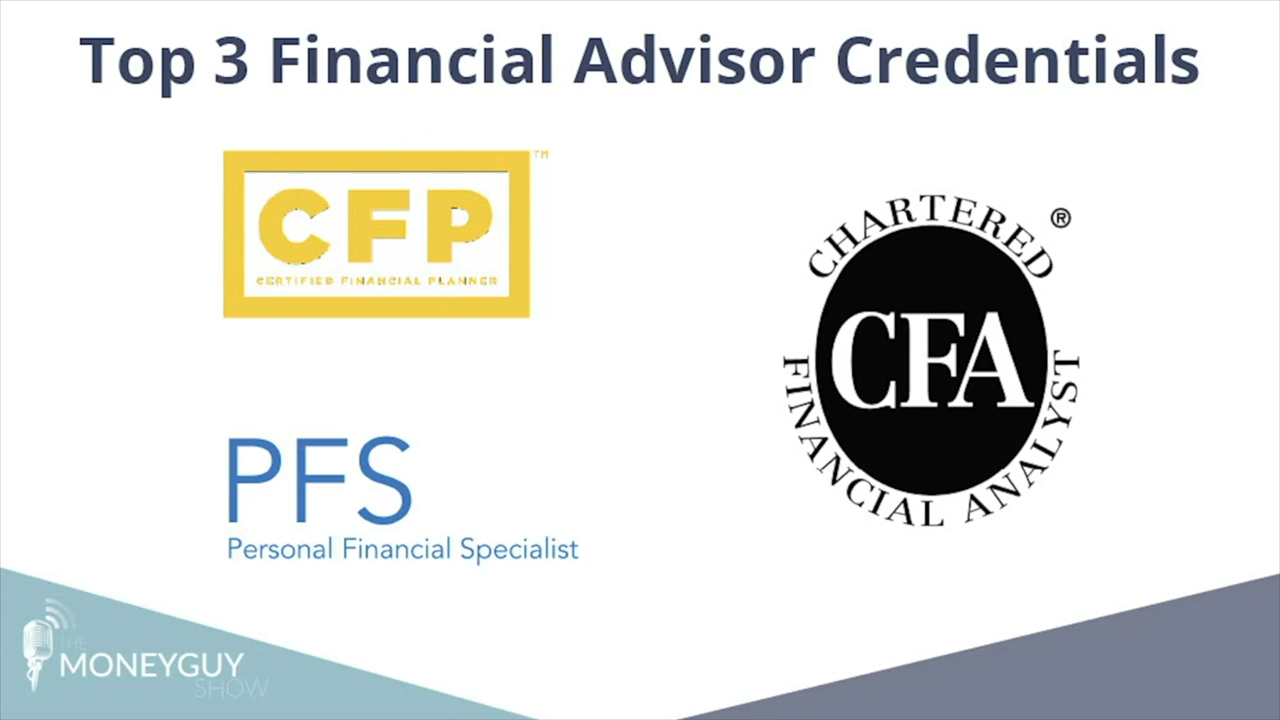 Top 3 Financial Advisor Credentials
CFP™
CERTIFIED FINANCIAL PLANNER
CHARTERED ®
CFA
FINANCIAL ANALYST
PFS
Personal Financial Specialist
THE
MONEYGUY
SHOW